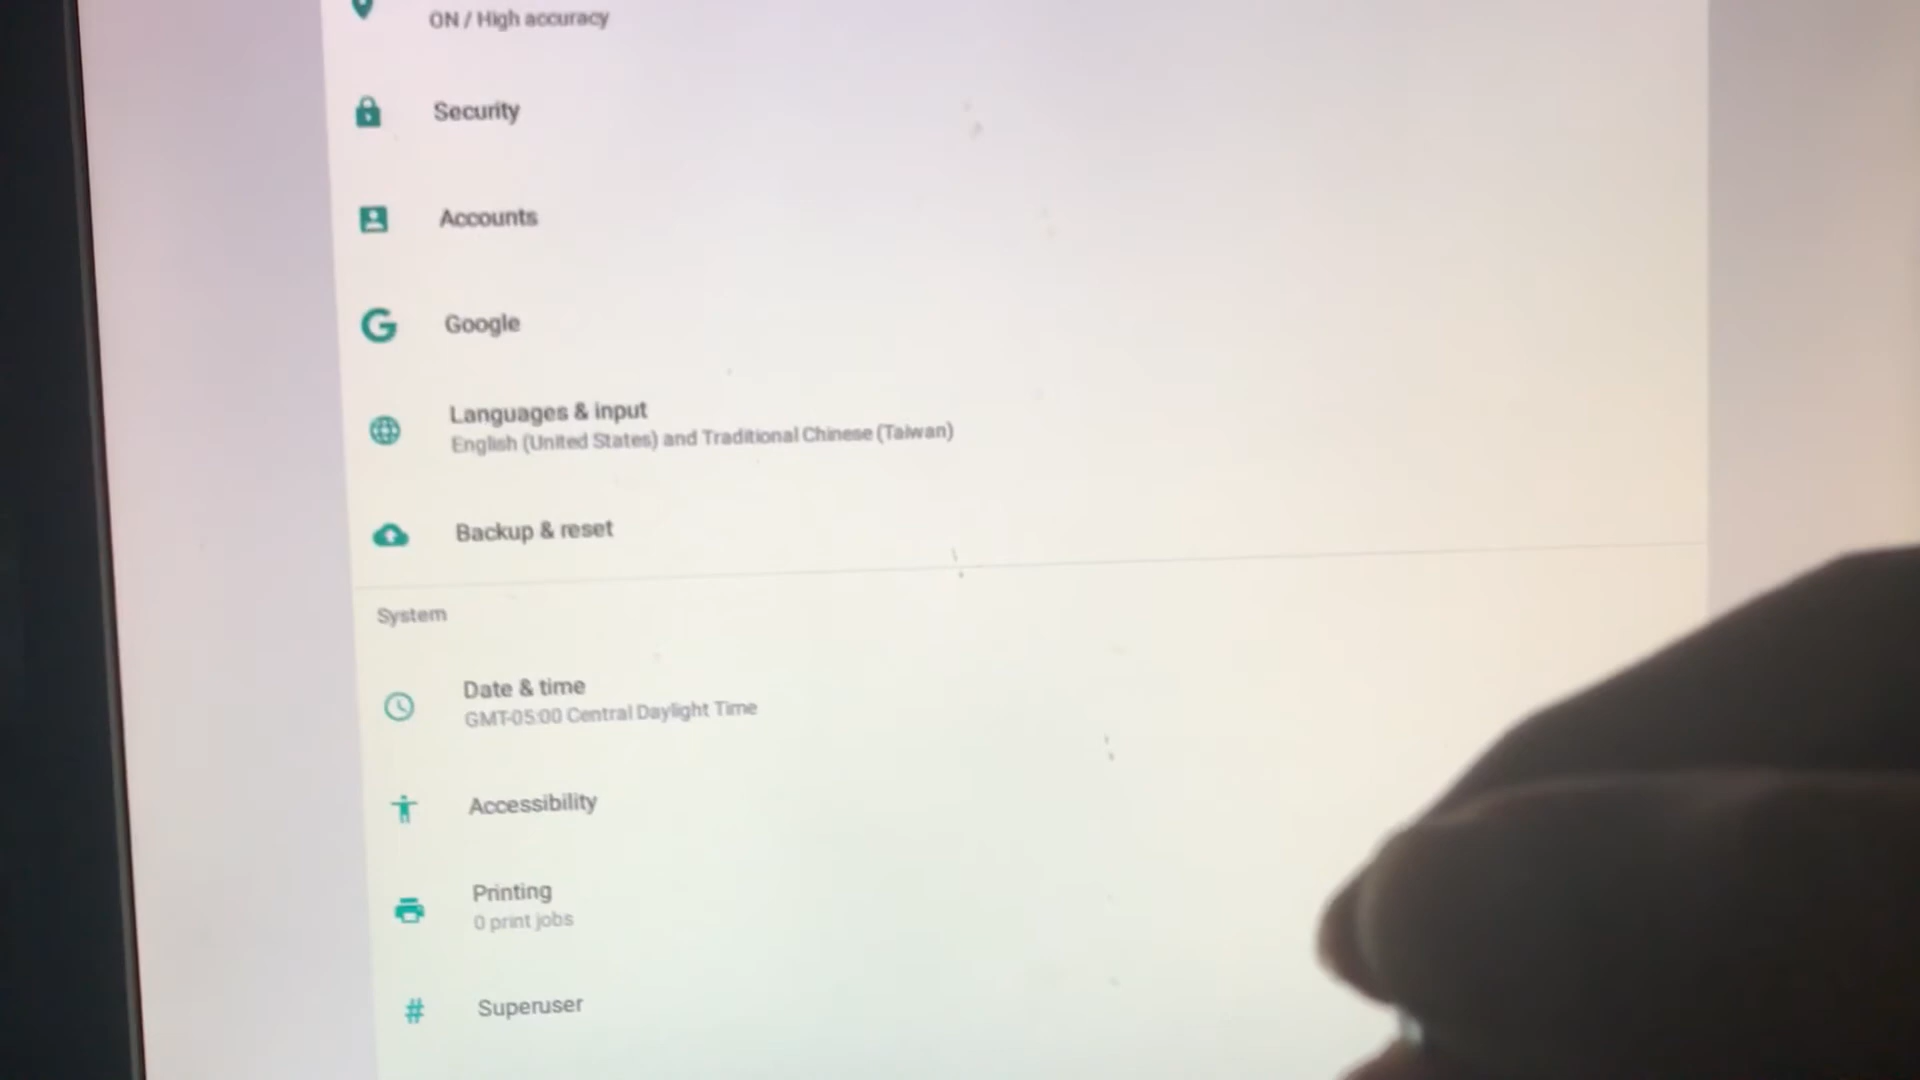 ON / High accuracy
Security
Accounts
Google
Languages & input
English (United States) and Traditional Chinese (Taiwan)
Backup & reset
System
Date & time
GMT-05:00 Central Daylight Time
Accessibility
Printing
0 print jobs
Superuser